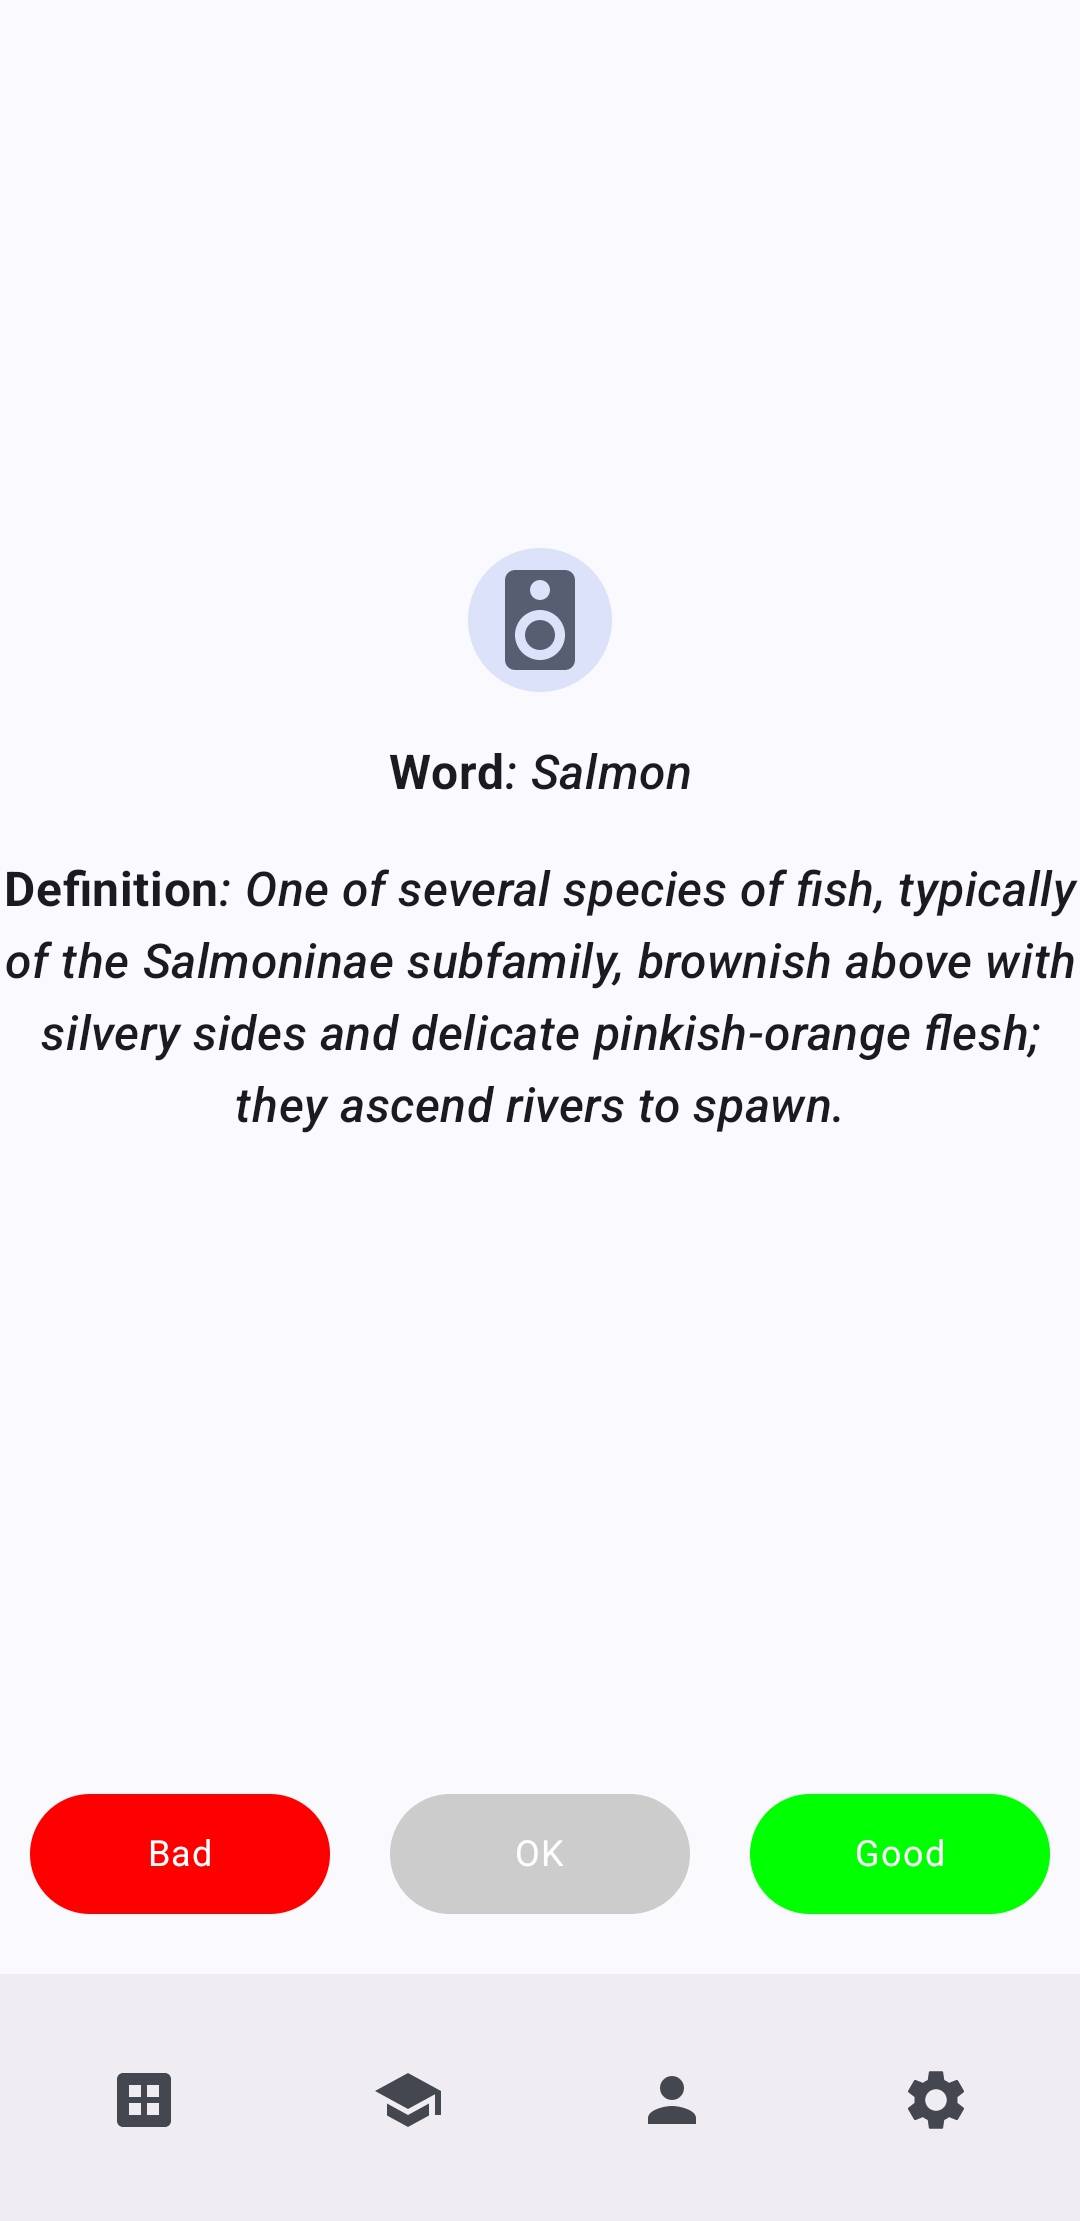 Word: Salmon
Definition: One of several species of fish, typically
of the Salmoninae subfamily, brownish above with
silvery sides and delicate pinkish-orange flesh;
they ascend rivers to spawn.
Bad
OK
Good